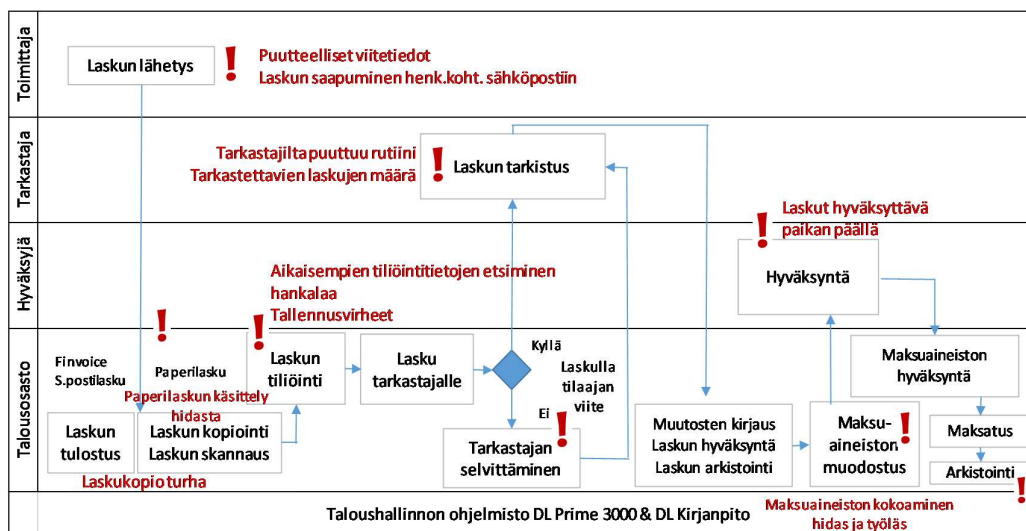 Toimittaja
Laskun lähetys
!
Puutteelliset viitetiedot
Laskun saapuminen henk.koht. sähköpostiin
Tarkastaja
Tarkastajilta puuttuu rutiini
Tarkastettavien laskujen määrä
!
Laskun tarkistus
Hyväksyjä
!
Laskut hyväksyttävä
paikan päällä
Hyväksyntä
Aikaisempien tiliöintitietojen etsiminen
hankalaa
Tallennusvirheet
Talousosasto
Finvoice
S.postilasku
!
Paperilasku
Paperilaskun käsittely
hidasta
!
Laskun
tiliöinti
Lasku
tarkastajalle
Kyllä
Laskulla
tilaajan
viite
Ei
Laskun
tulostus
Laskun kopiointi
Laskun skannaus
Laskukopio turha
!
Tarkastajan
selvittäminen
Muutosten kirjaus
Laskun hyväksyntä
Laskun arkistointi
!
Maksu-
aineiston
muodostus
Maksuaineiston
hyväksyntä
Maksatus
Arkistointi
!
Maksuaineiston kokoaminen
hidas ja työläs
Taloushallinnon ohjelmisto DL Prime 3000 & DL Kirjanpito